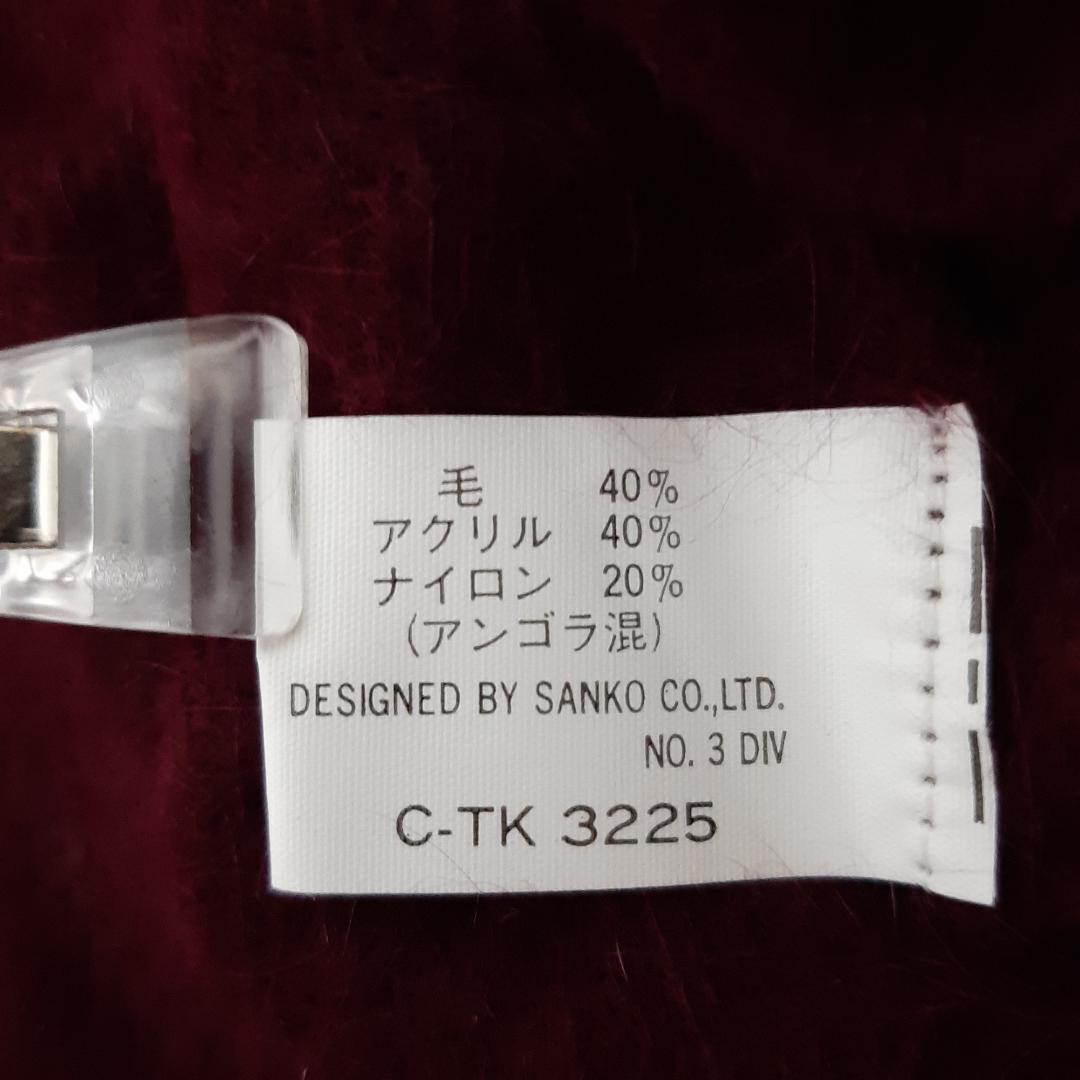 毛 40%
アクリル 40%
ナイロン 20%
(アンゴラ混)
DESIGNED BY SANKO CO.,LTD.
NO. 3 DIV
C-TK 3225